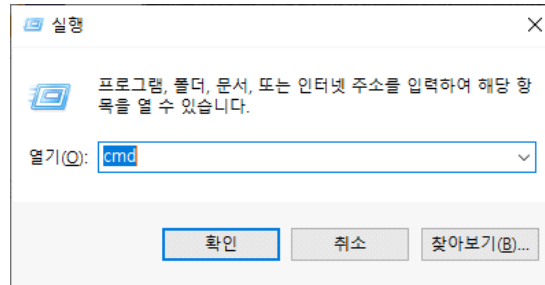 실행
프로그램, 폴더, 문서, 또는 인터넷 주소를 입력하여 해당 항
목을 열 수 있습니다.
열기(O): cmd
확인 취소 찾아보기(B)...